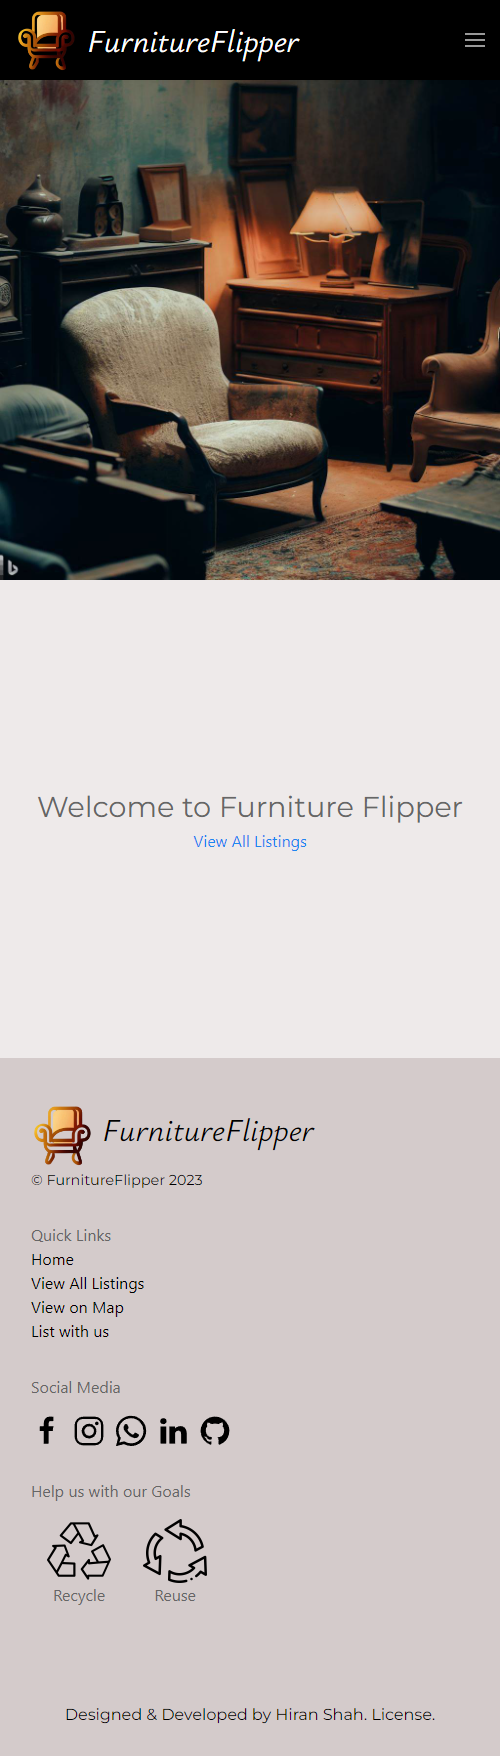 FurnitureFlipper
Welcome to Furniture Flipper
View All Listings
FurnitureFlipper
© FurnitureFlipper 2023
Quick Links
Home
View All Listings
View on Map
List with us
Social Media
Help us with our Goals
Recycle Reuse
Designed & Developed by Hiran Shah. License.